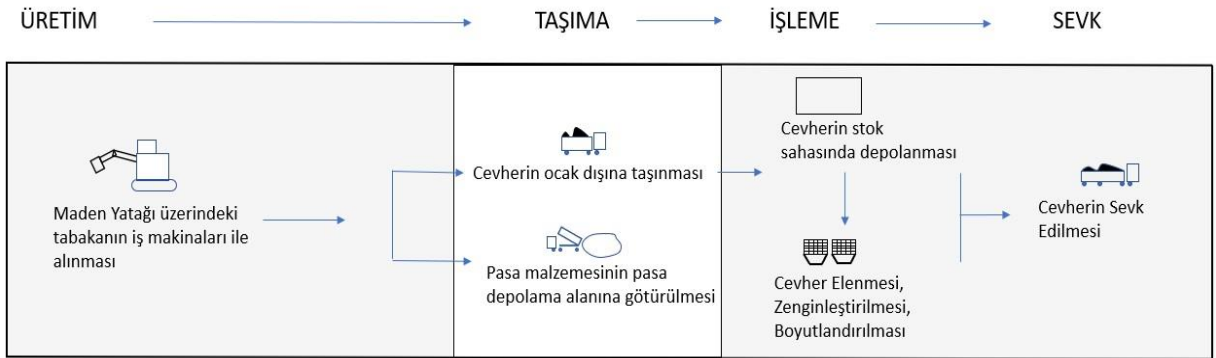 ÜRETİM
TAŞIMA
İŞLEME
SEVK
Maden Yatağı üzerindeki
tabakanın iş makinaları ile
alınması
Cevherin ocak dışına taşınması
Pasa malzemesinin pasa
depolama alanına götürülmesi
Cevherin stok
sahasında depolanması
Cevher Elenmesi,
Zenginleştirilmesi,
Boyutlandırılması
Cevherin Sevk
Edilmesi